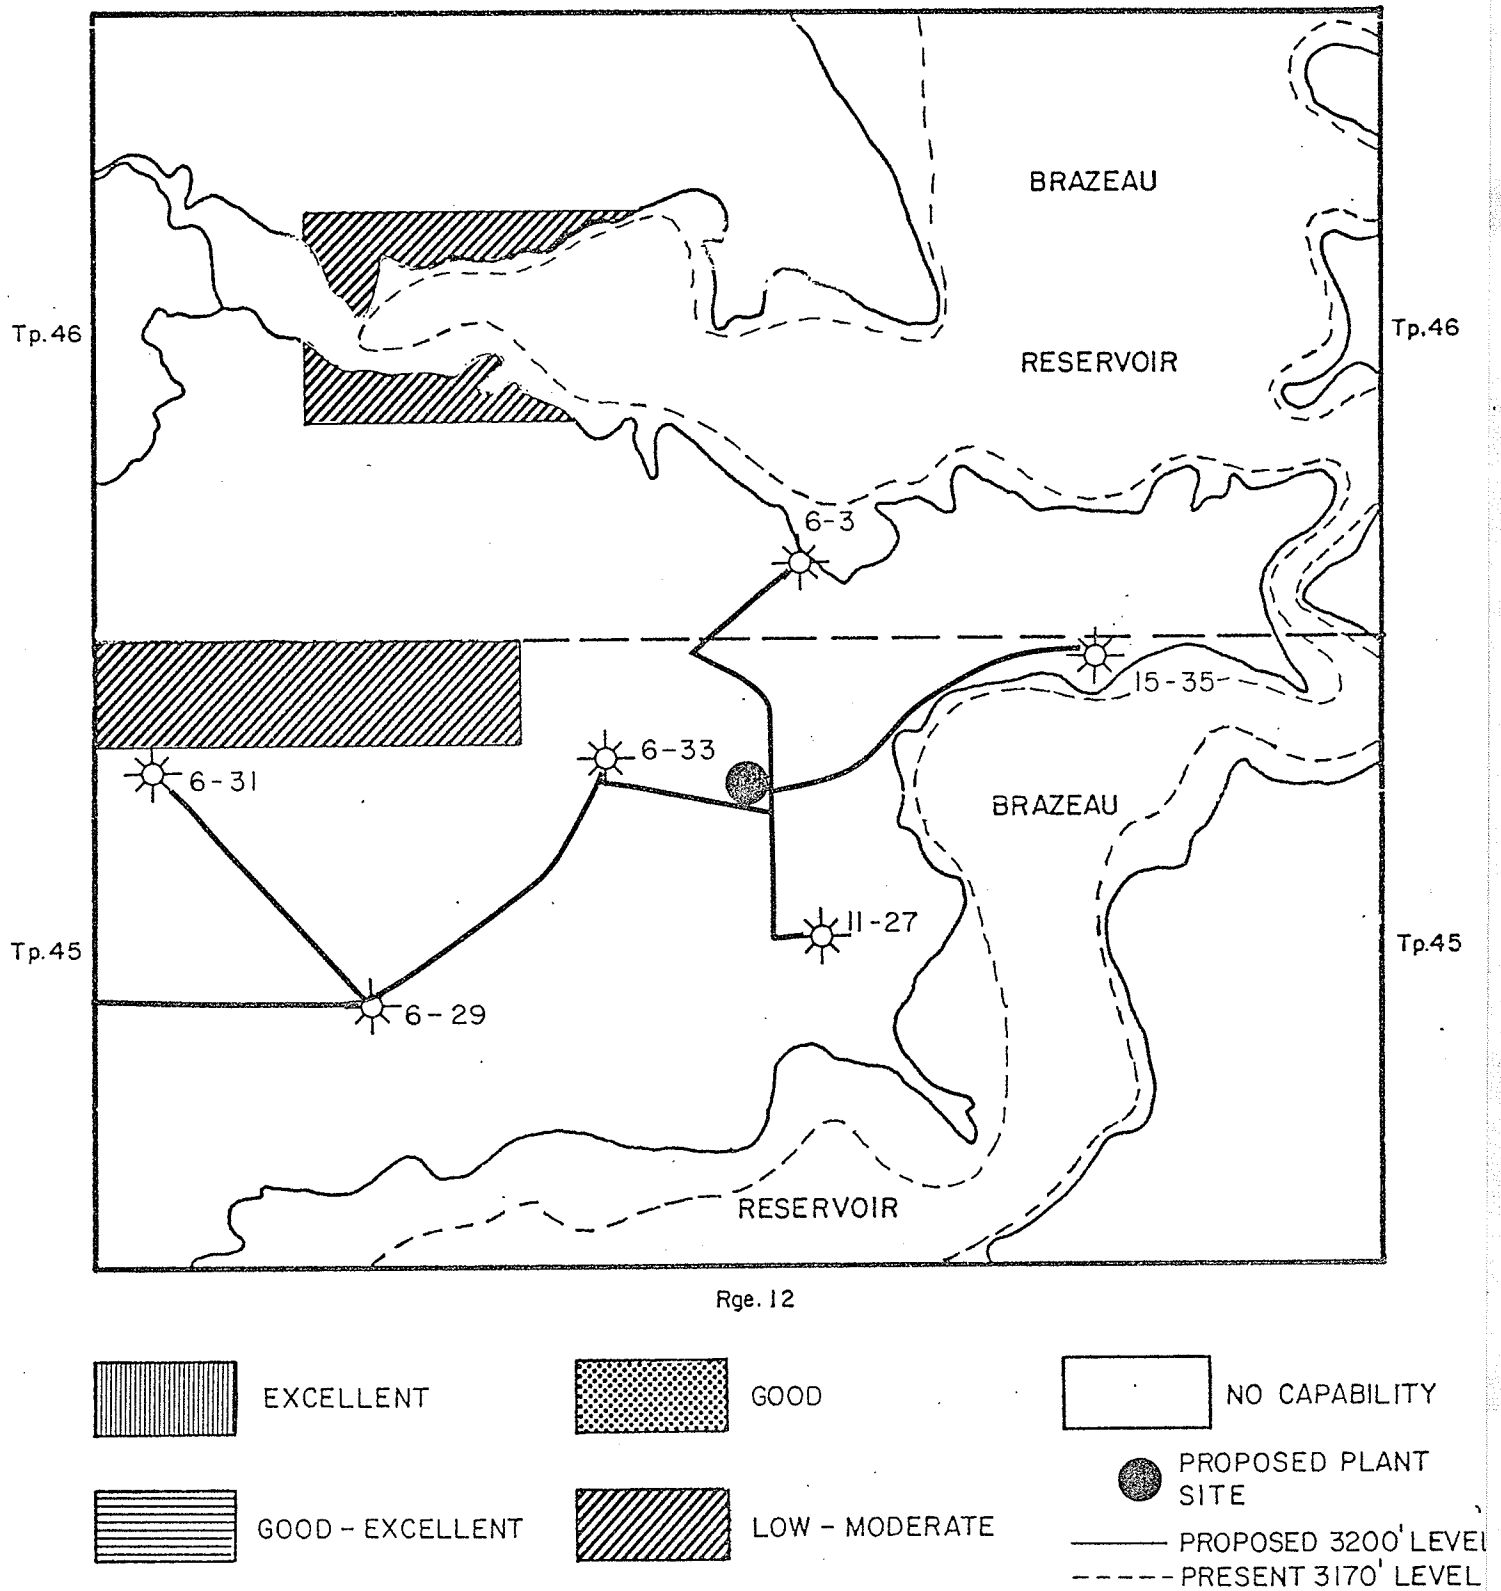 BRAZEAU
Tp.46
Tp.46
RESERVOIR
6-3
15-35
6-33
6-31
BRAZEAU
11-27
Tp.45
Tp.45
6-29
RESERVOIR
Rge. 12
EXCELLENT
GOOD
NO CAPABILITY
PROPOSED PLANT
SITE
GOOD - EXCELLENT
LOW - MODERATE
PROPOSED 3200' LEVEL
PRESENT 3170' LEVEL